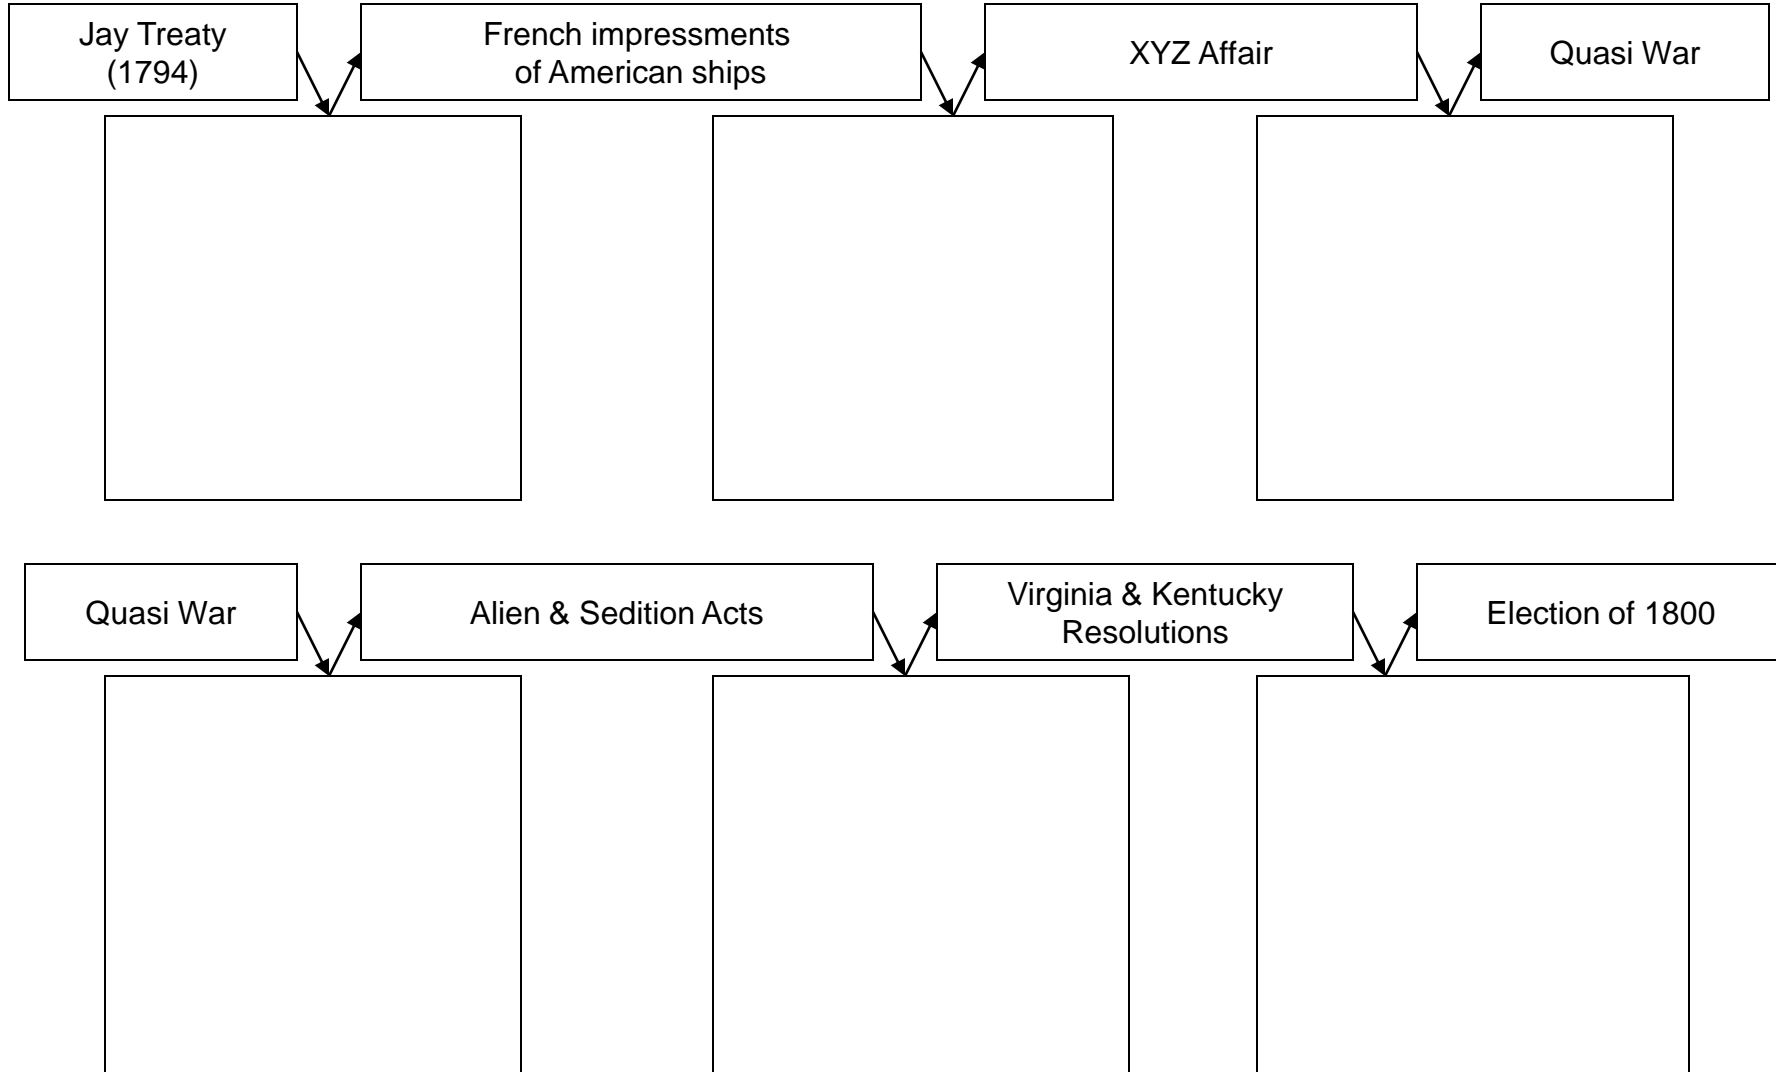 Jay Treaty
(1794)
French impressments
of American ships
XYZ Affair
Quasi War
Quasi War
Alien & Sedition Acts
Virginia & Kentucky
Resolutions
Election of 1800